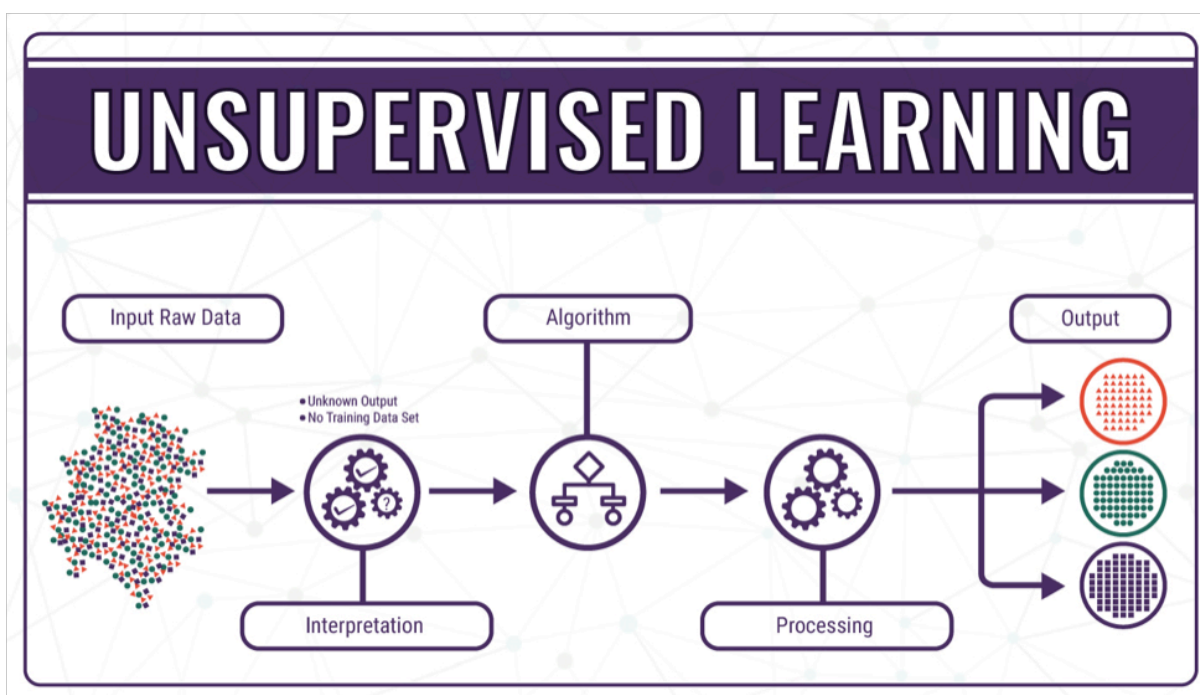 UNSUPERVISED LEARNING
Input Raw Data
Algorithm
Output
•Unknown Output
•No Training Data Set
?
Interpretation
Processing